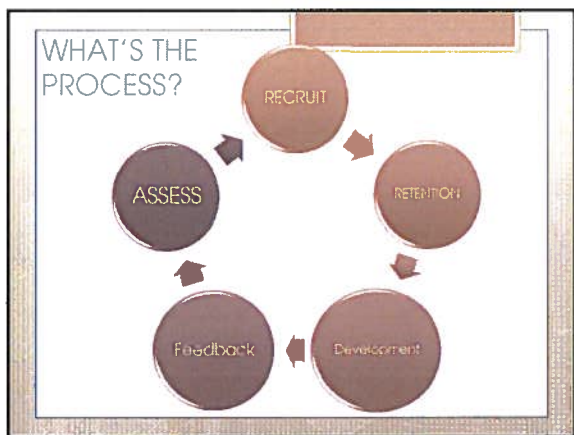 WHAT'S THE
PROCESS?
RECRUIT
RETENTION
Development
Feedback
ASSESS